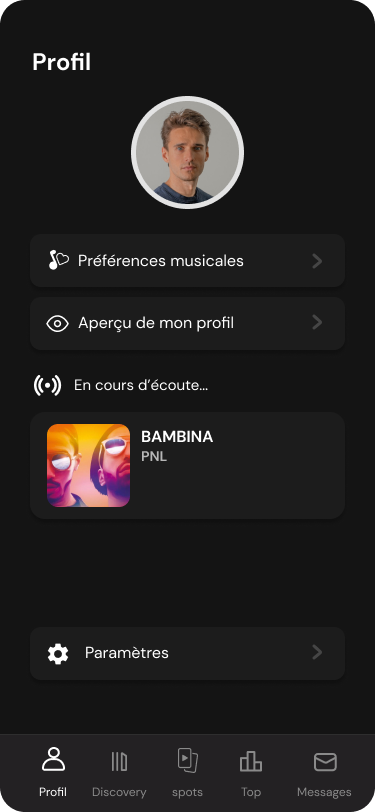 Profil
Préférences musicales
Aperçu de mon profil
En cours d’écoute...
BAMBINA
PNL
Paramètres
Profil
Discovery
spots
Top
Messages